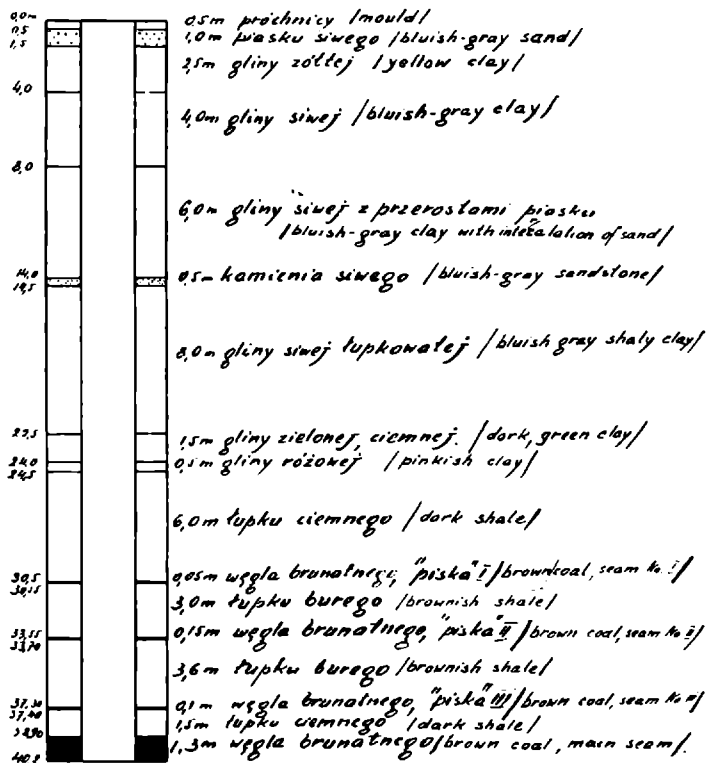 0,0m
0,5m próchnicy /mould/
0,5
1,0m piasku siwego /bluish-gray sand/
1,5
2,5m gliny żółtej /yellow clay/
4,0
4,0m gliny siwej /bluish-gray clay/
8,0
6,0m gliny siwej z przerostami piasku
/bluish-gray clay with intercalation of sand/
14,0
0,5m kamienia siwego /bluish-gray sandstone/
14,5
8,0m gliny siwej łupkowatej /bluish gray shaly clay/
22,5
1,5m gliny zielonej, ciemnej. /dark, green clay/
24,0
0,5m gliny różowej /pinkish clay/
24,5
6,0m łupku ciemnego /dark shale/
30,5
0,05m węgla brunatnego, "piska" I /brown coal, seam No. I/
30,55
3,0m łupku burego /brownish shale/
33,55
0,15m węgla brunatnego, "piska" II /brown coal, seam No II/
33,70
3,6m łupku burego /brownish shale/
37,30
0,1m węgla brunatnego, "piska" III /brown coal, seam No III/
37,40
1,5m łupku ciemnego /dark shale/
38,90
1,3m węgla brunatnego /brown coal, main seam/.
40,2